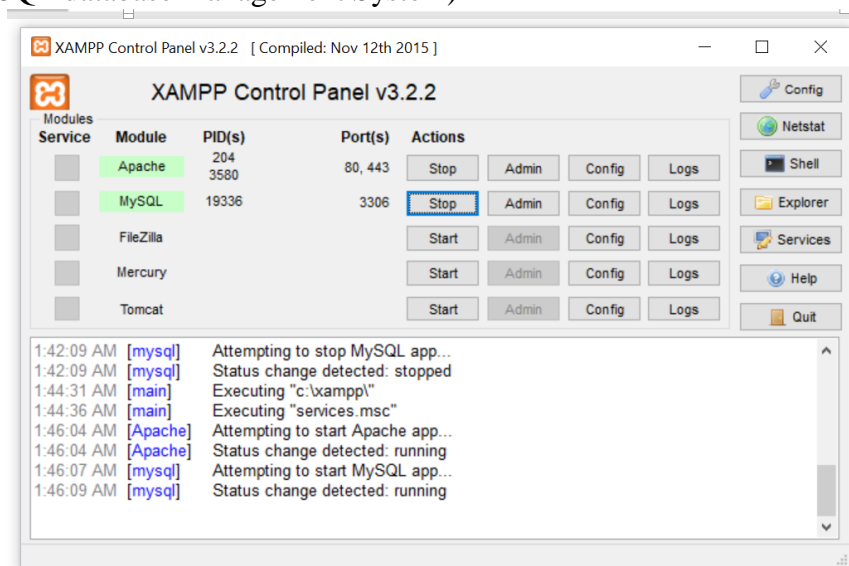 database Management System)
XAMPP Control Panel v3.2.2 [ Compiled: Nov 12th 2015 ]
XAMPP Control Panel v3.2.2
Config
Modules
Service Module PID(s) Port(s) Actions
Netstat
Apache 204 3580 80, 443 Stop Admin Config Logs
Shell
MySQL 19336 3306 Stop Admin Config Logs
Explorer
FileZilla Start Admin Config Logs
Services
Mercury Start Admin Config Logs
Help
Tomcat Start Admin Config Logs
Quit
1:42:09 AM [mysql] Attempting to stop MySQL app...
1:42:09 AM [mysql] Status change detected: stopped
1:44:31 AM [main] Executing "c:\xampp\"
1:44:36 AM [main] Executing "services.msc"
1:46:04 AM [Apache] Attempting to start Apache app...
1:46:04 AM [Apache] Status change detected: running
1:46:07 AM [mysql] Attempting to start MySQL app...
1:46:09 AM [mysql] Status change detected: running